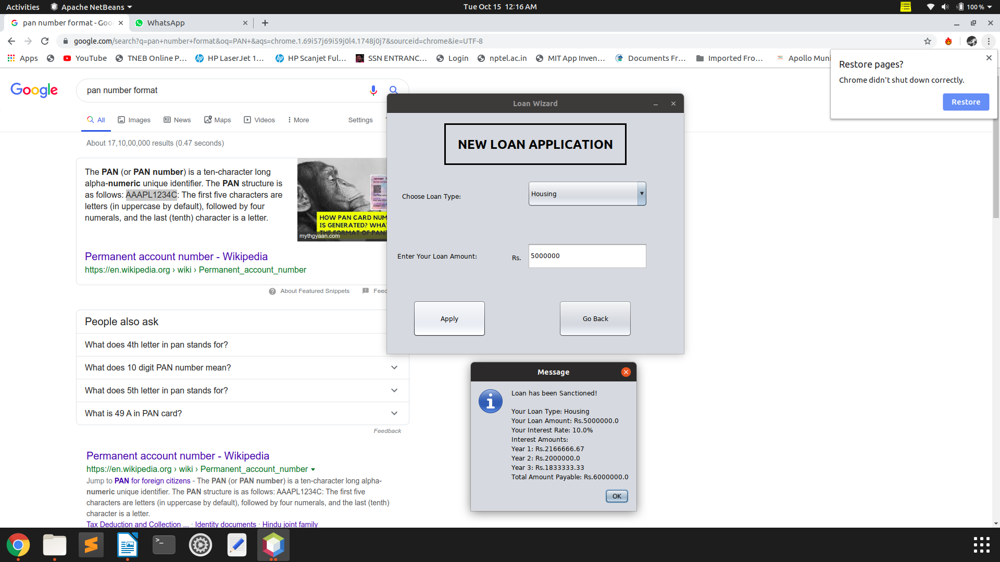 Activities
Apache NetBeans
Tue Oct 15 12:16 AM
100 %
pan number format - Goo
WhatsApp
google.com/search?q=pan+number+format&oq=PAN+&aqs=chrome.1.69i57j69i59j0l4.1748j0j7&sourceid=chrome&ie=UTF-8
Apps
YouTube
TNEB Online P...
HP LaserJet 1...
HP Scanjet Ful...
SSN ENTRANC...
Login
nptel.ac.in
MIT App Inven...
Documents Fr...
Imported Fro...
Apollo Muni
Restore pages?
Chrome didn't shut down correctly.
Restore
Google
pan number format
All
Images
News
Maps
Videos
More
Settings
About 17,10,00,000 results (0.47 seconds)
The PAN (or PAN number) is a ten-character long
alpha-numeric unique identifier. The PAN structure is
as follows: AAAPL1234C: The first five characters are
letters (in uppercase by default), followed by four
numerals, and the last (tenth) character is a letter.
HOW PAN CARD NUM
IS GENERATED? WHA
THE FORMAT OF PAN?
mythgyaan.com
Permanent account number - Wikipedia
https://en.wikipedia.org › wiki › Permanent_account_number
About Featured Snippets
Feed
People also ask
What does 4th letter in pan stands for?
What does 10 digit PAN number mean?
What does 5th letter in pan stands for?
What is 49 A in PAN card?
Feedback
Permanent account number - Wikipedia
https://en.wikipedia.org › wiki › Permanent_account_number
Jump to PAN for foreign citizens - The PAN (or PAN number) is a ten-character long alpha-
numeric unique identifier. The PAN structure is as follows: AAAPL1234C: The first five
characters are letters (in uppercase by default), followed by four numerals, and the last (tenth)
character is a letter.
Tax Deduction and Collection ... · Identity documents · Hindu joint family
Loan Wizard
NEW LOAN APPLICATION
Choose Loan Type:
Housing
Enter Your Loan Amount:
Rs.
5000000
Apply
Go Back
Message
Loan has been Sanctioned!
Your Loan Type: Housing
Your Loan Amount: Rs.5000000.0
Your Interest Rate: 10.0%
Interest Amounts:
Year 1: Rs.2166666.67
Year 2: Rs.2000000.0
Year 3: Rs.1833333.33
Total Amount Payable: Rs.6000000.0
OK